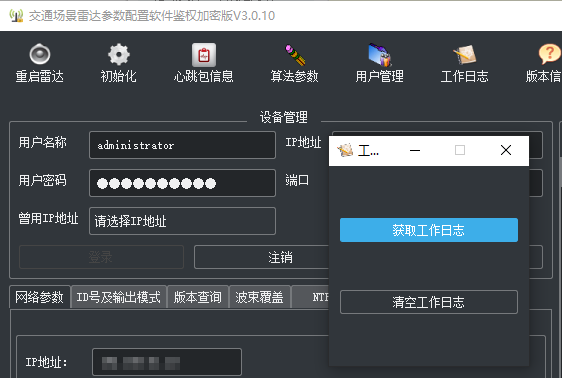 交通场景雷达参数配置软件鉴权加密版V3.0.10
重启雷达 初始化 心跳包信息 算法参数 用户管理 工作日志 版本信
设备管理
用户名称 administrator IP地址
工...
用户密码 端口
曾用IP地址 请选择IP地址
获取工作日志
登录 注销
网络参数 ID号及输出模式 版本查询 波束覆盖 NTP
清空工作日志
IP地址: